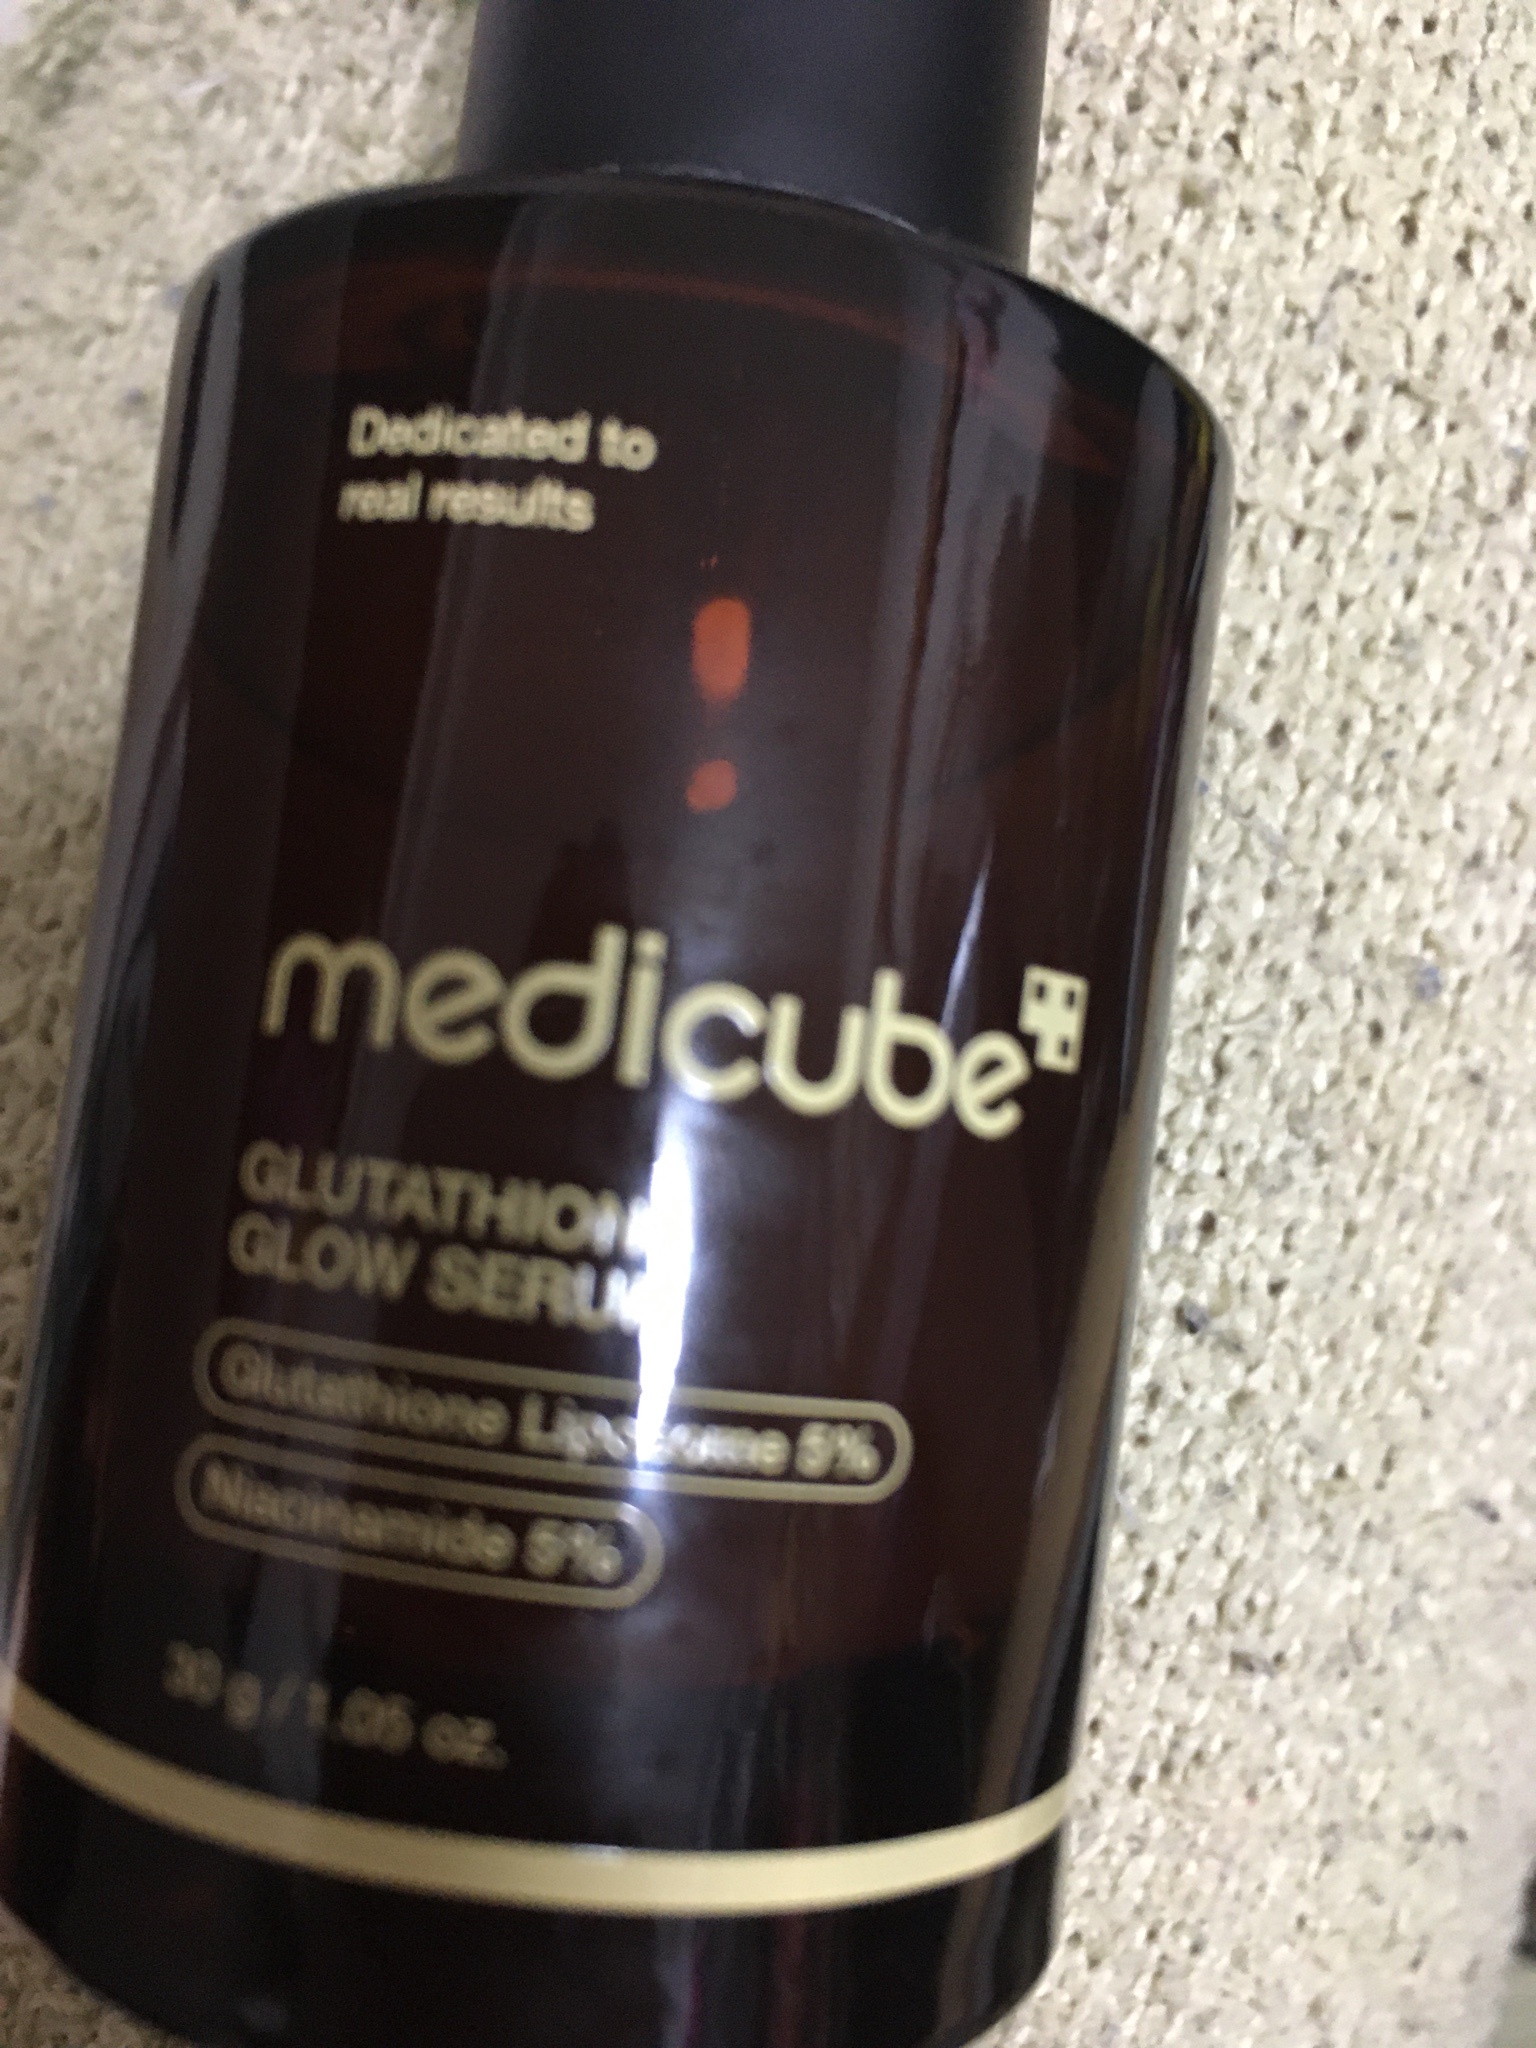 Dedicated to
real results
medicube
GLUTATHIONE
GLOW SERUM
Glutathione Liposome 5%
Niacinamide 5%
30 g / 1.05 oz.